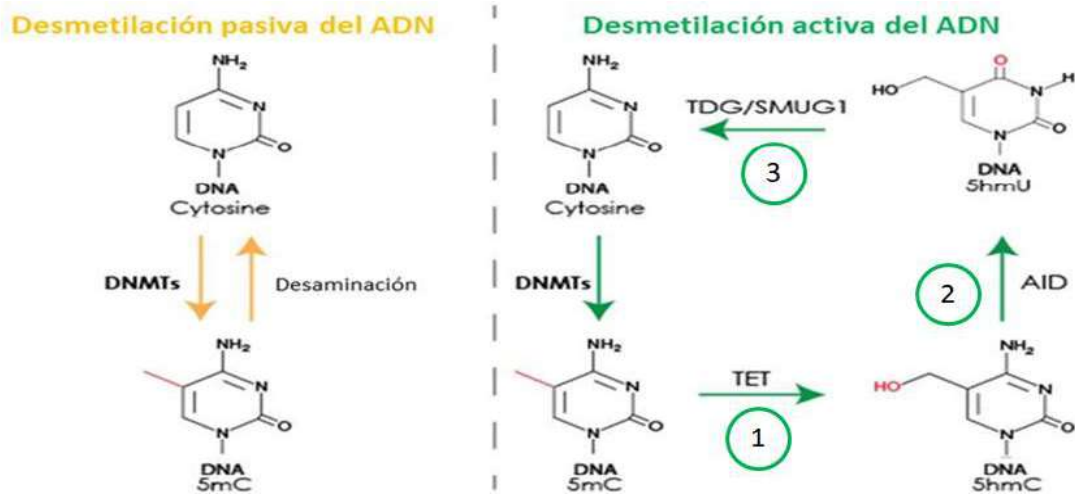 Desmetilación pasiva del ADN
NH₂
N
N
O
DNA
Cytosine
DNMTs
Desaminación
NH₂
N
N
O
DNA
5mC
Desmetilación activa del ADN
NH₂
N
N
O
DNA
Cytosine
TDG/SMUG1
3
O
HO
N
H
N
O
DNA
5hmU
DNMTs
2
AID
NH₂
N
N
O
DNA
5mC
TET
1
NH₂
HO
N
N
O
DNA
5hmC